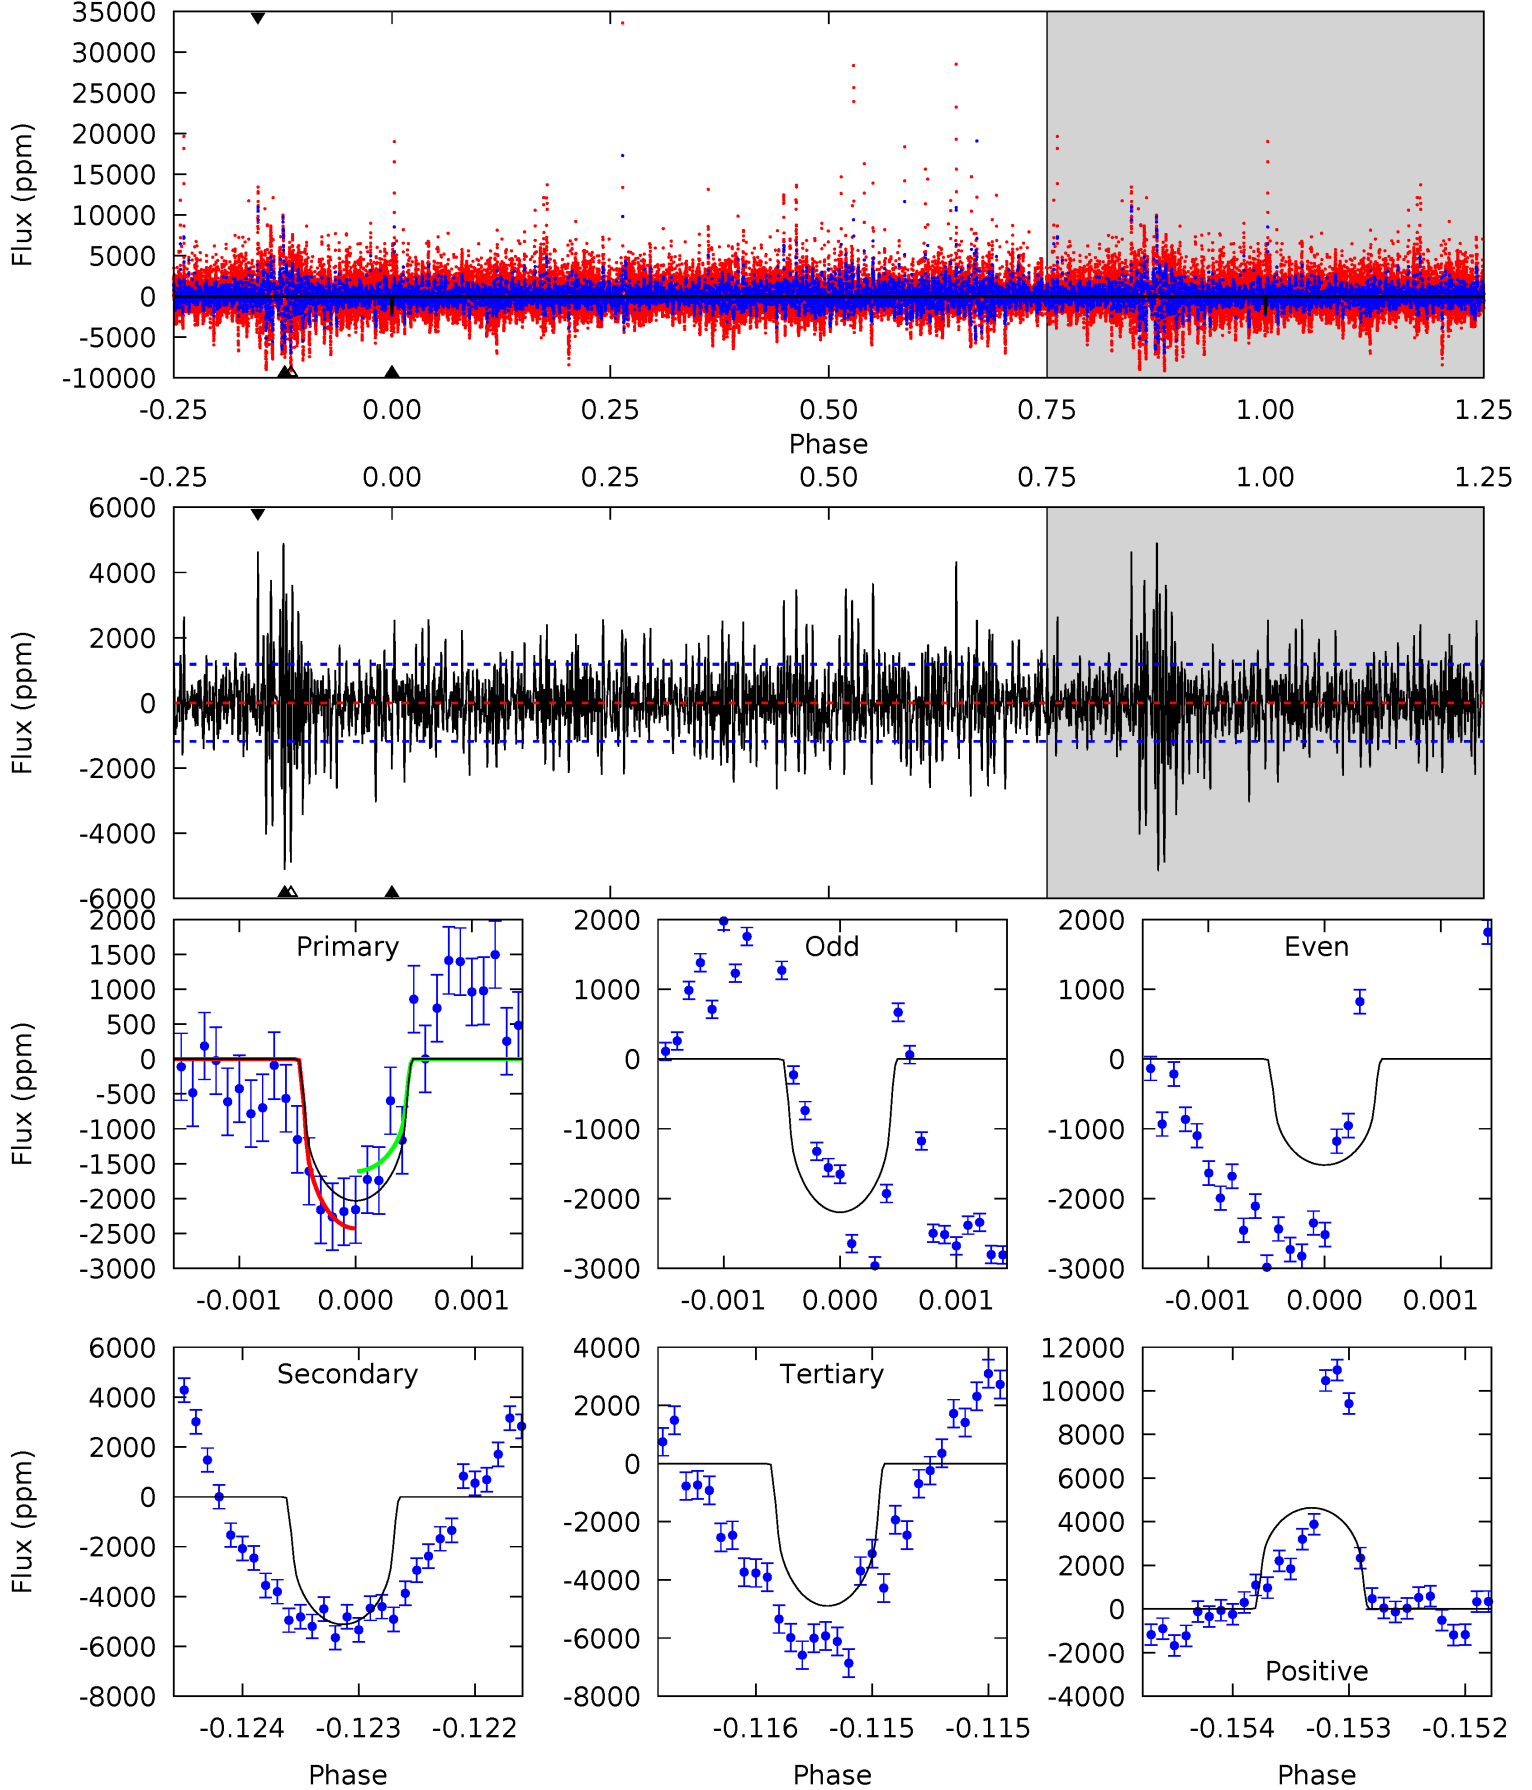 35000
30000
25000
20000
15000
10000
5000
0
-5000
-10000
Flux (ppm)
-0.25 0.00 0.25 0.50 0.75 1.00 1.25
Phase
-0.25 0.00 0.25 0.50 0.75 1.00 1.25
6000
4000
2000
0
-2000
-4000
-6000
Flux (ppm)
Primary
2000
1500
1000
500
0
-500
-1000
-1500
-2000
-2500
-3000
Flux (ppm)
-0.001 0.000 0.001
Odd
2000
1000
0
-1000
-2000
-3000
-0.001 0.000 0.001
Even
2000
1000
0
-1000
-2000
-3000
-0.001 0.000 0.001
Secondary
6000
4000
2000
0
-2000
-4000
-6000
-8000
Flux (ppm)
-0.124 -0.123 -0.122
Phase
Tertiary
4000
2000
0
-2000
-4000
-6000
-8000
-0.116 -0.115 -0.115
Phase
Positive
12000
10000
8000
6000
4000
2000
0
-2000
-4000
-0.154 -0.153 -0.152
Phase